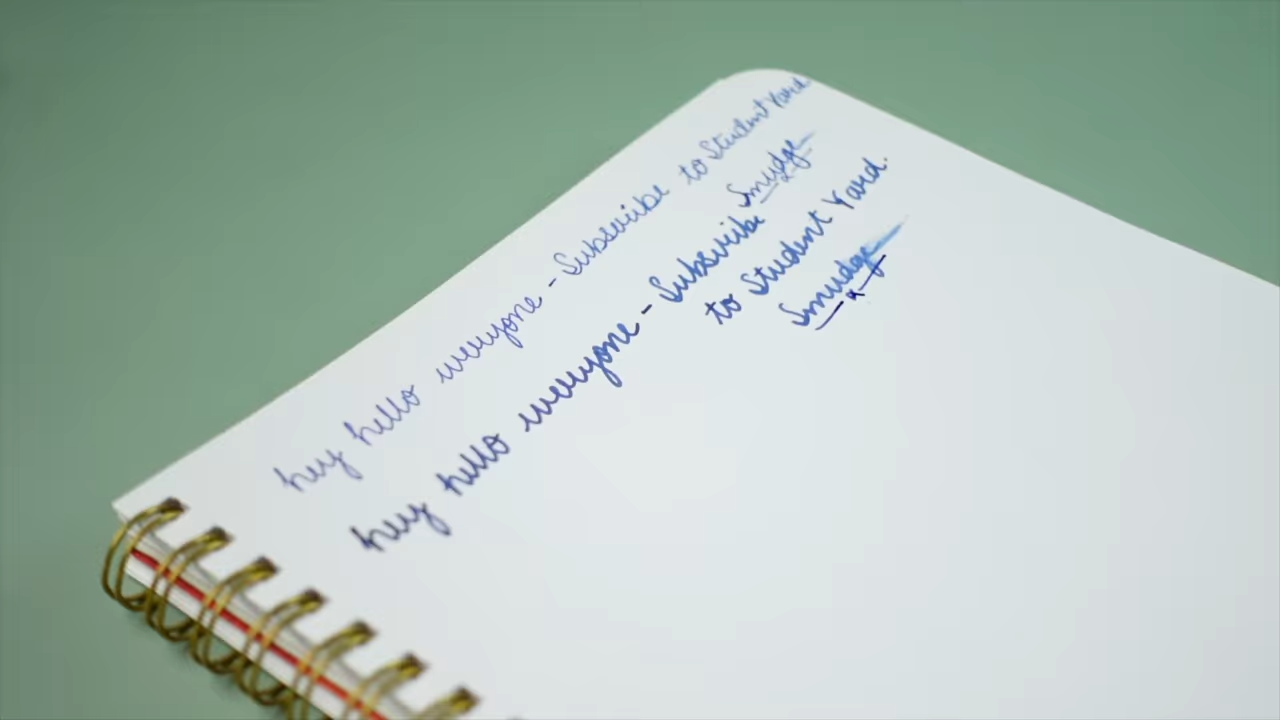 hey hello everyone - Subscribe to Student Yard
Smudge
hey hello everyone - Subscribe
to Student Yard.
Smudge